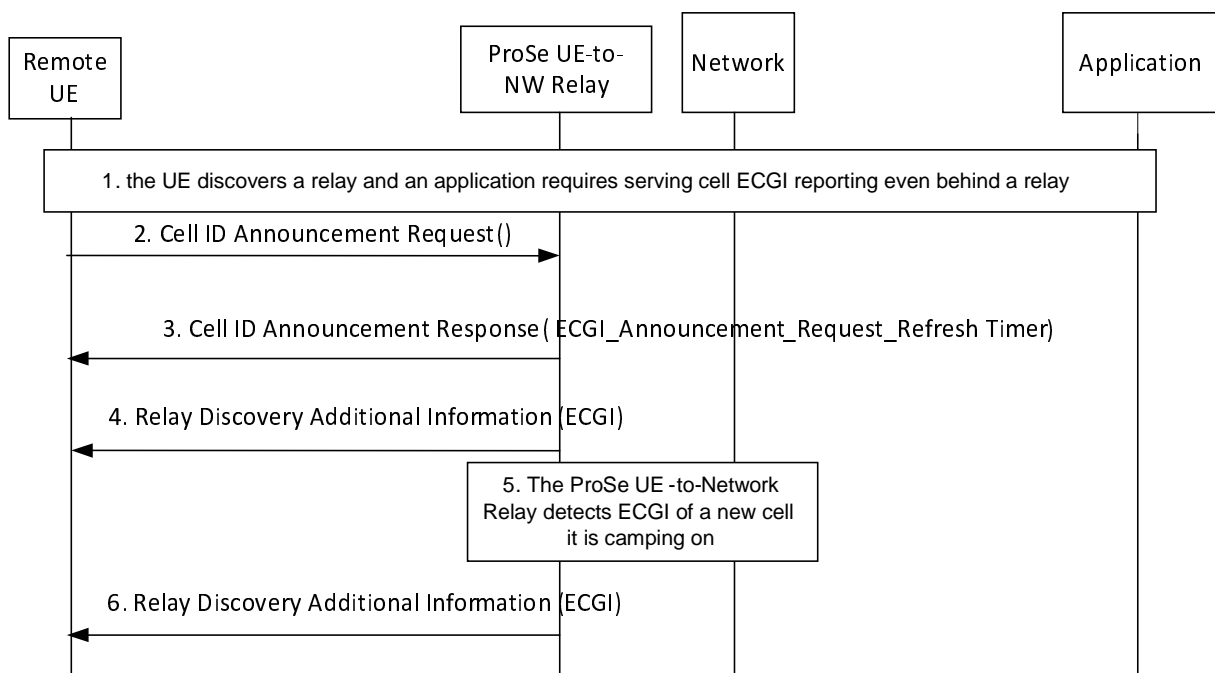 Remote
UE
ProSe UE-to-
NW Relay
Network
Application
1. the UE discovers a relay and an application requires serving cell ECGI reporting even behind a relay
2. Cell ID Announcement Request()
3. Cell ID Announcement Response( ECGI_Announcement_Request_Refresh Timer)
4. Relay Discovery Additional Information (ECGI)
5. The ProSe UE -to-Network
Relay detects ECGI of a new cell
it is camping on
6. Relay Discovery Additional Information (ECGI)